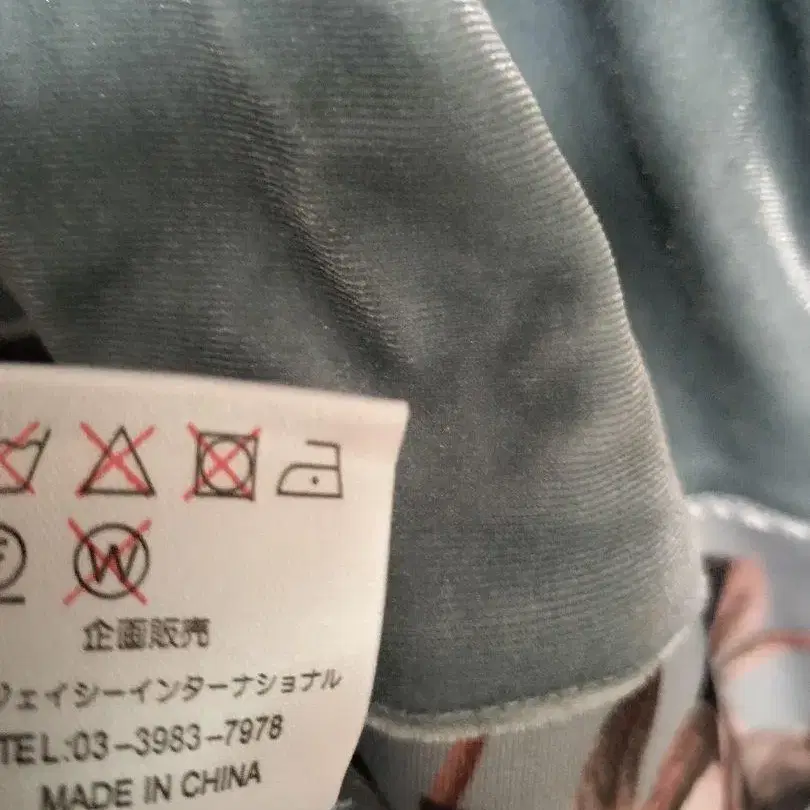 W
企画販売
ジェイシーインターナショナル
TEL:03-3983-7978
MADE IN CHINA